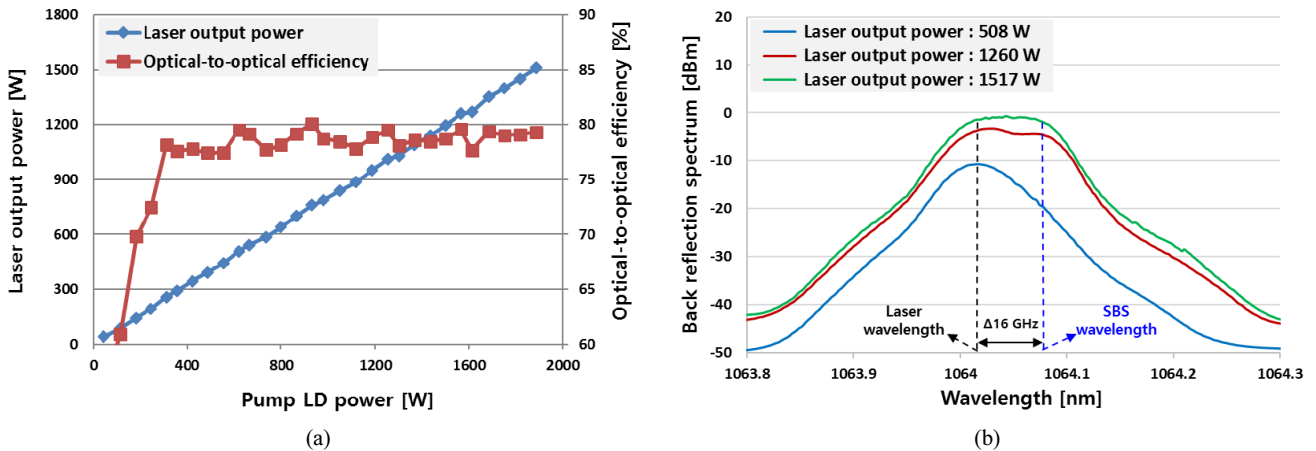 Laser output power [W]
1800
1500
1200
900
600
300
0
Laser output power
Optical-to-optical efficiency
90
85
80
75
70
65
60
Optical-to-optical efficiency [%]
0 400 800 1200 1600 2000
Pump LD power [W]
(a)
Back reflection spectrum [dBm]
20
10
0
-10
-20
-30
-40
-50
Laser output power : 508 W
Laser output power : 1260 W
Laser output power : 1517 W
Laser
wavelength
Δ16 GHz
SBS
wavelength
1063.8 1063.9 1064 1064.1 1064.2 1064.3
Wavelength [nm]
(b)